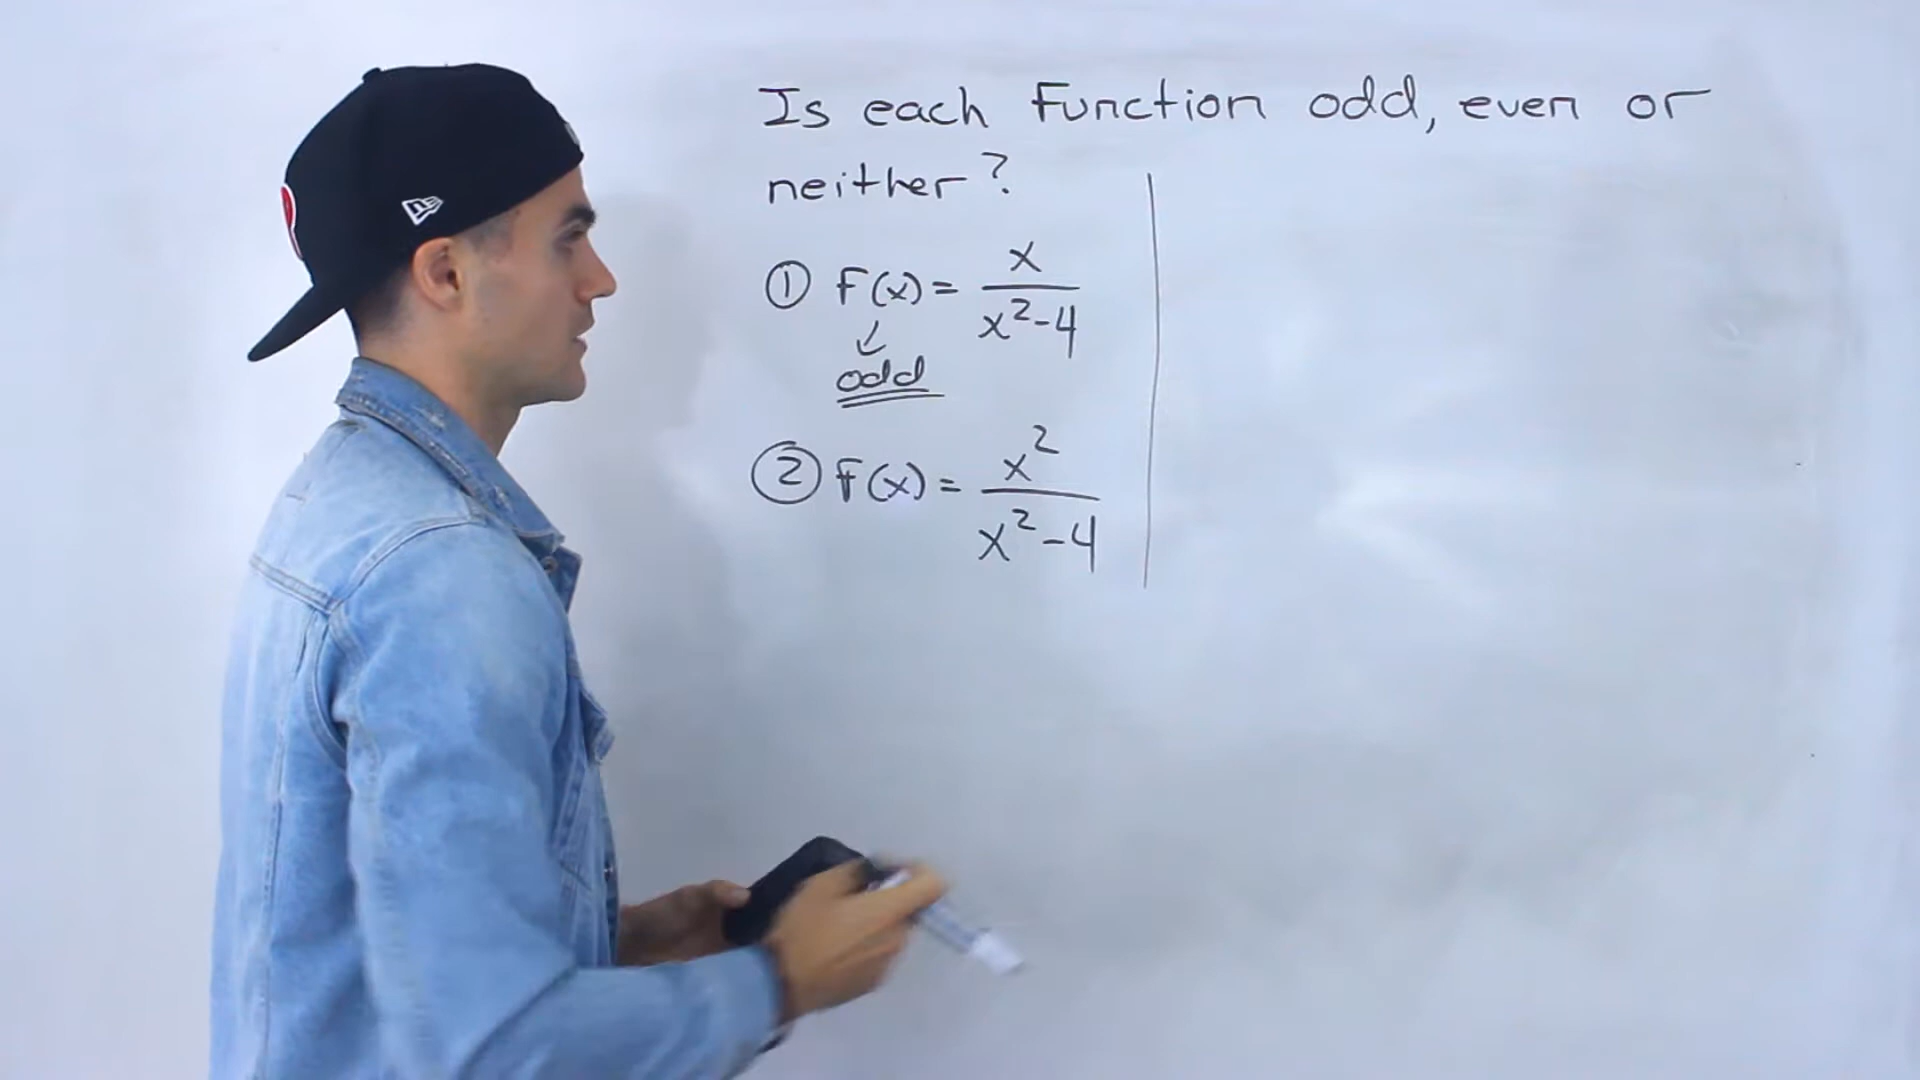 Is each function odd, even or
neither?
① f(x) = x / x²-4
↓
odd
② f(x) = x² / x²-4